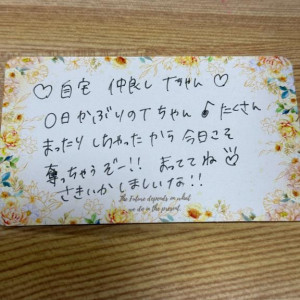 ♡自宅 仲良し Tちゃん♡
〇日かぶりのTちゃん♪たくさん
まったりしちゃったから今日こそ
奪っちゃうぞー!! まっててね♡
さきいかしましいな!!
The Future depends on what
we do in the present.